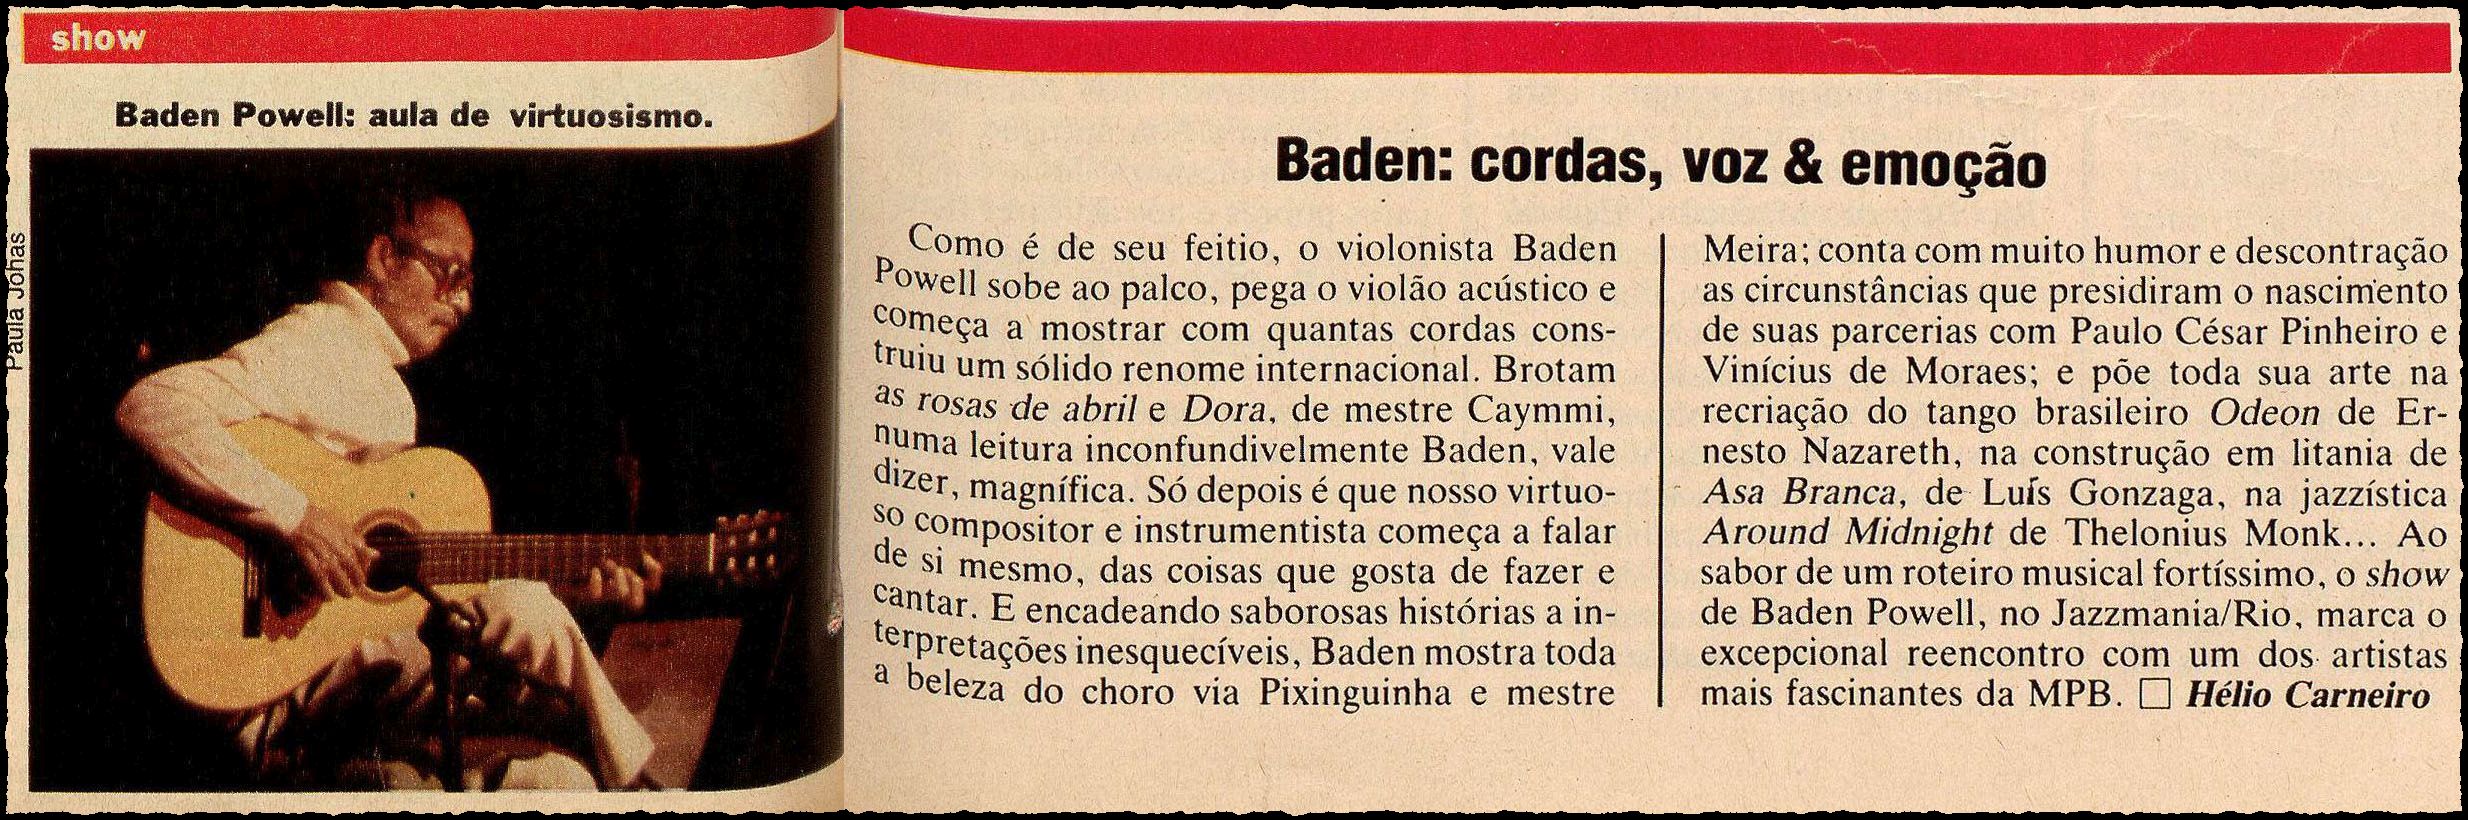 show
Baden Powell: aula de virtuosismo.
Paula Johas
Baden: cordas, voz & emoção
Como é de seu feitio, o violonista Baden
Powell sobe ao palco, pega o violão acústico e
começa a mostrar com quantas cordas cons-
truiu um sólido renome internacional. Brotam
as rosas de abril e Dora, de mestre Caymmi,
numa leitura inconfundivelmente Baden, vale
dizer, magnífica. Só depois é que nosso virtuo-
so compositor e instrumentista começa a falar
de si mesmo, das coisas que gosta de fazer e
cantar. E encadeando saborosas histórias a in-
terpretações inesquecíveis, Baden mostra toda
a beleza do choro via Pixinguinha e mestre
Meira; conta com muito humor e descontração
as circunstâncias que presidiram o nascimento
de suas parcerias com Paulo César Pinheiro e
Vinícius de Moraes; e põe toda sua arte na
recriação do tango brasileiro Odeon de Er-
nesto Nazareth, na construção em litania de
Asa Branca, de Luís Gonzaga, na jazzística
Around Midnight de Thelonius Monk... Ao
sabor de um roteiro musical fortíssimo, o show
de Baden Powell, no Jazzmania/Rio, marca o
excepcional reencontro com um dos artistas
mais fascinantes da MPB. □ Hélio Carneiro